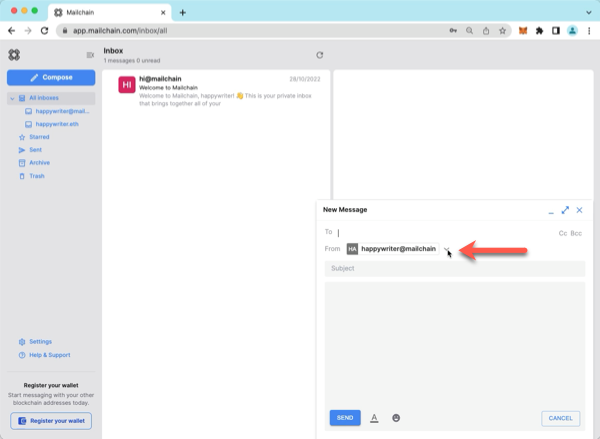 Mailchain
app.mailchain.com/inbox/all
Compose
All inboxes
happywriter@mail...
happywriter.eth
Starred
Sent
Archive
Trash
Settings
Help & Support
Register your wallet
Start messaging with your other
blockchain addresses today.
Register your wallet
Inbox
1 messages 0 unread
HI
hi@mailchain
28/10/2022
Welcome to Mailchain
Welcome to Mailchain, happywriter! 👋 This is your private inbox
that brings together all of your
New Message
To
Cc Bcc
From HA happywriter@mailchain
Subject
SEND
A
CANCEL